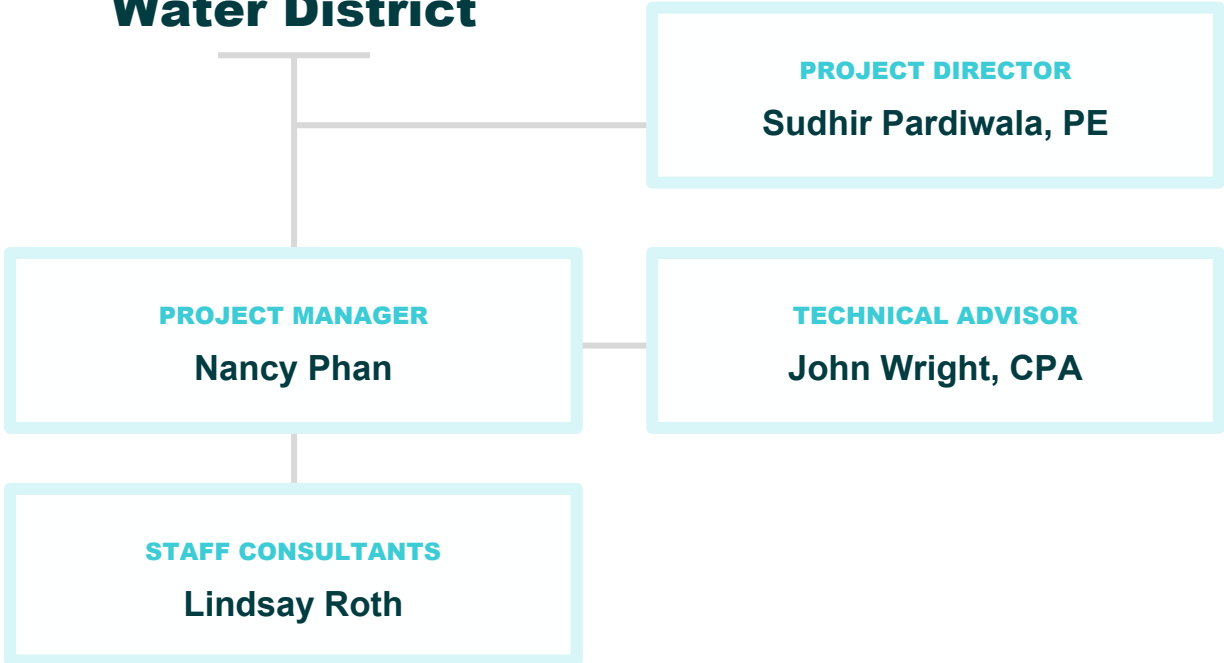 Water District
PROJECT DIRECTOR
Sudhir Pardiwala, PE
PROJECT MANAGER
Nancy Phan
TECHNICAL ADVISOR
John Wright, CPA
STAFF CONSULTANTS
Lindsay Roth